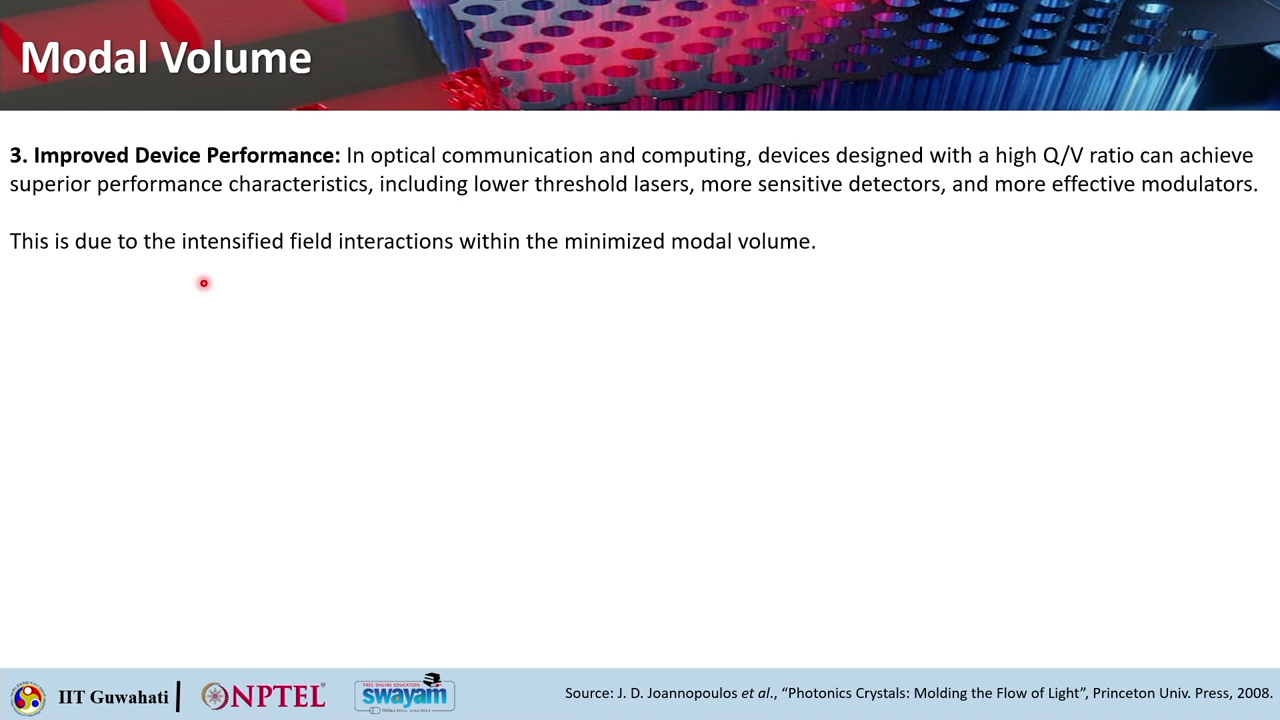 Modal Volume
3. Improved Device Performance: In optical communication and computing, devices designed with a high Q/V ratio can achieve
superior performance characteristics, including lower threshold lasers, more sensitive detectors, and more effective modulators.
This is due to the intensified field interactions within the minimized modal volume.
IIT Guwahati
NPTEL
FREE ONLINE EDUCATION
swayam
Source: J. D. Joannopoulos et al., “Photonics Crystals: Molding the Flow of Light”, Princeton Univ. Press, 2008.